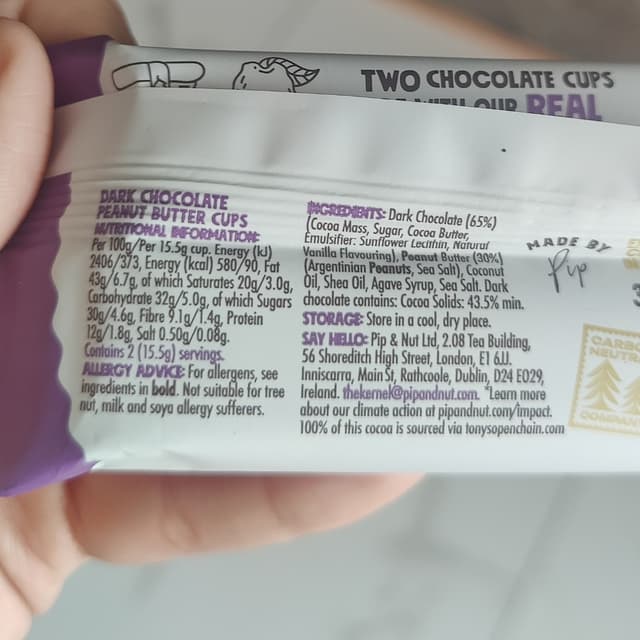 TWO CHOCOLATE CUPS
WITH OUR REAL
DARK CHOCOLATE
PEANUT BUTTER CUPS
NUTRITIONAL INFORMATION:
Per 100g/Per 15.5g cup. Energy (kJ)
2406/373, Energy (kcal) 580/90, Fat
43g/6.7g, of which Saturates 20g/3.0g,
Carbohydrate 32g/5.0g, of which Sugars
30g/4.6g, Fibre 9.1g/1.4g, Protein
12g/1.8g, Salt 0.50g/0.08g.
Contains 2 (15.5g) servings.
ALLERGY ADVICE: For allergens, see
ingredients in bold. Not suitable for tree
nut, milk and soya allergy sufferers.
INGREDIENTS: Dark Chocolate (65%)
(Cocoa Mass, Sugar, Cocoa Butter,
Emulsifier: Sunflower Lecithin, Natural
Vanilla Flavouring), Peanut Butter (30%)
(Argentinian Peanuts, Sea Salt), Coconut
Oil, Shea Oil, Agave Syrup, Sea Salt. Dark
chocolate contains: Cocoa Solids: 43.5% min.
STORAGE: Store in a cool, dry place.
SAY HELLO: Pip & Nut Ltd, 2.08 Tea Building,
56 Shoreditch High Street, London, E1 6JJ.
Inniscarra, Main St, Rathcoole, Dublin, D24 E029,
Ireland. thekernel@pipandnut.com. *Learn more
about our climate action at pipandnut.com/impact.
100% of this cocoa is sourced via tonysopenchain.com
MADE BY
Pip
CARBO
NEUTR
COMPAN